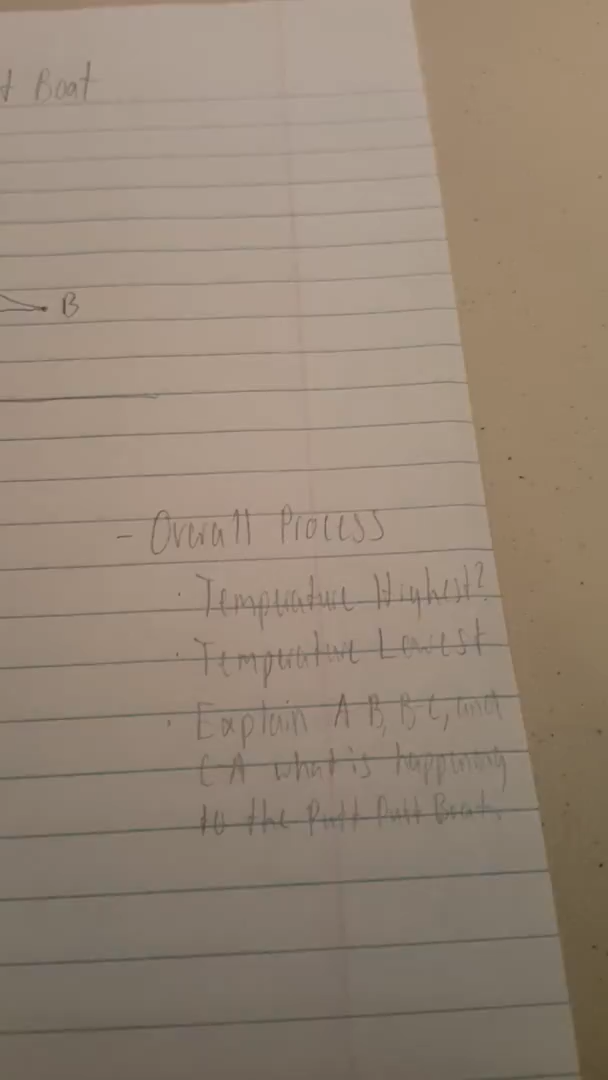 t Boat
B
- Overall Process
· Temperature Highest?
· Temperature Lowest
· Explain A B, B-C, and
C A what is happening
to the Putt Putt Boat.